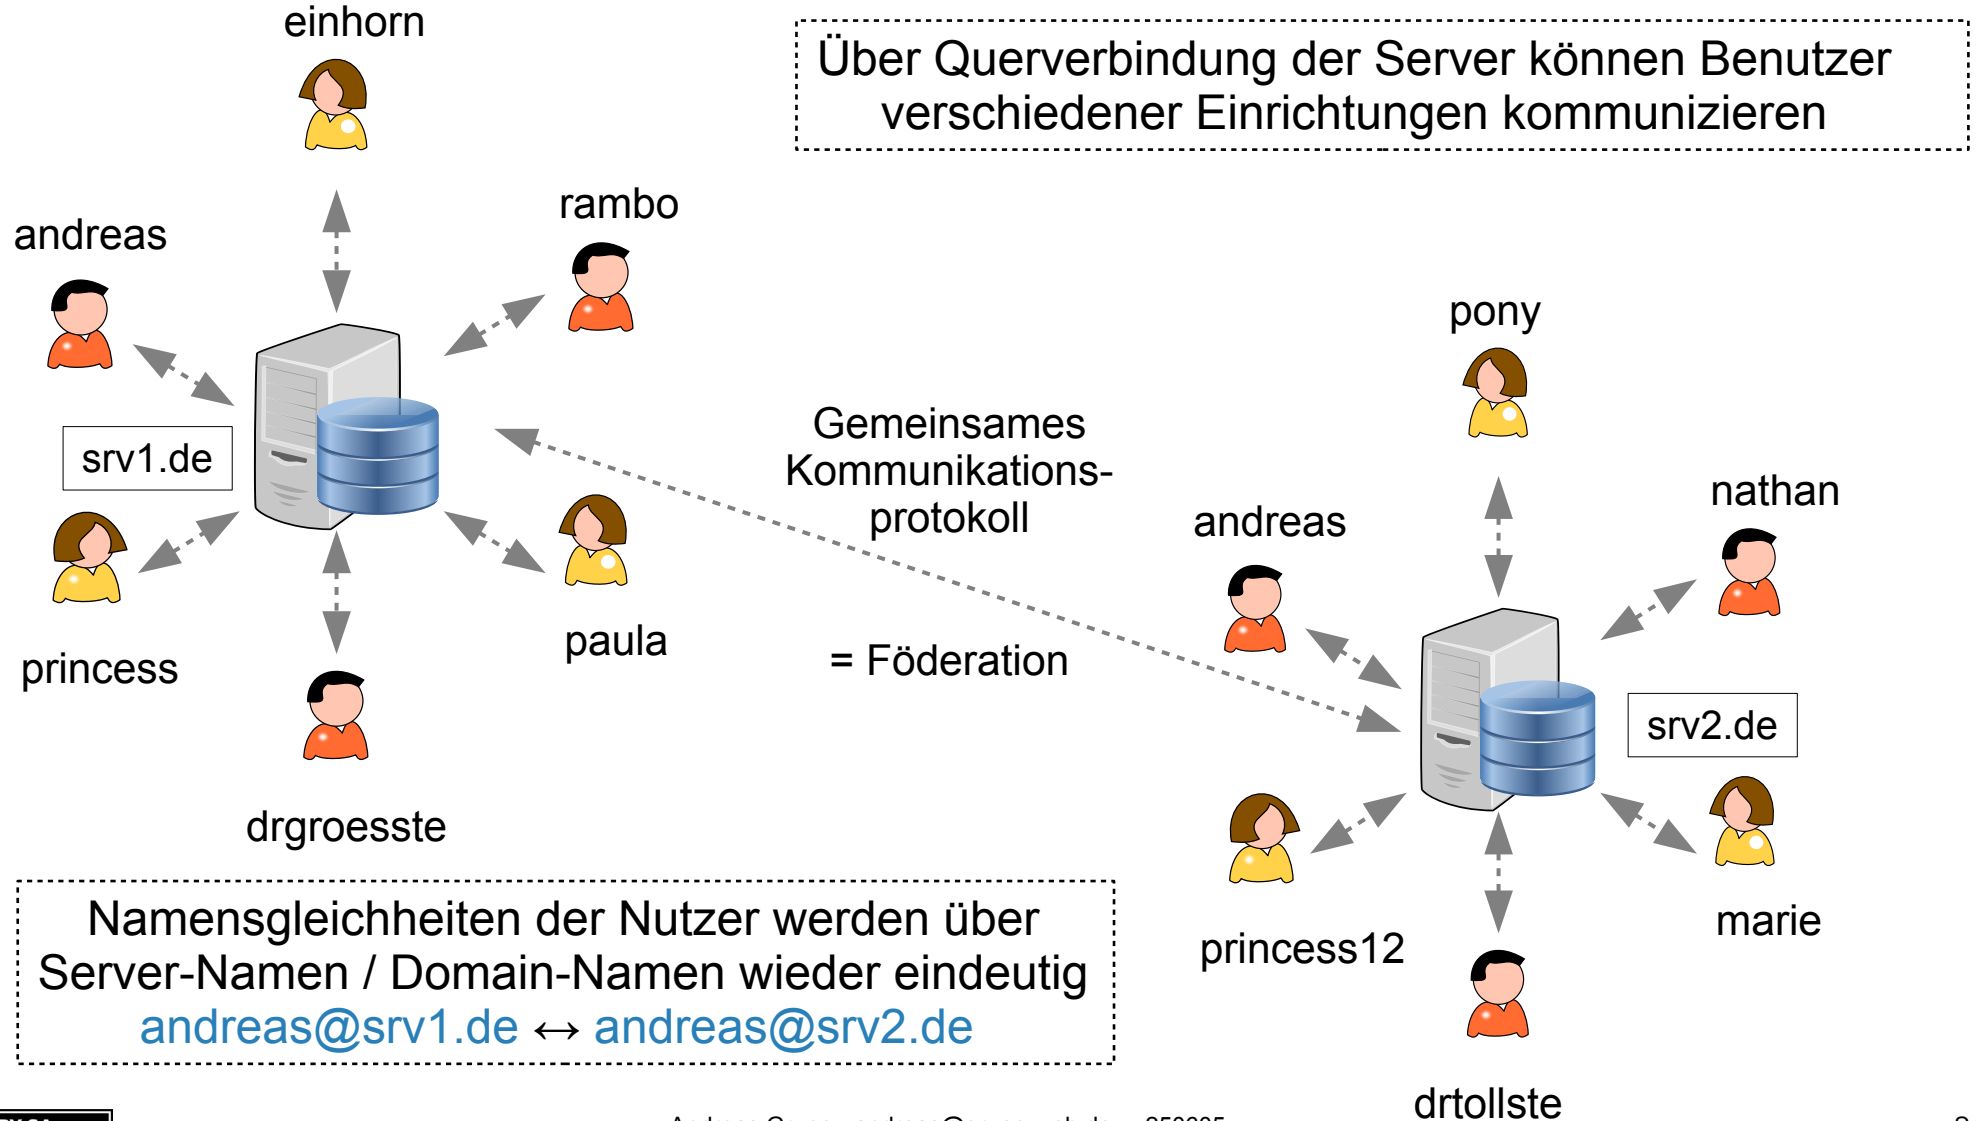 einhorn
Über Querverbindung der Server können Benutzer
verschiedener Einrichtungen kommunizieren
rambo
andreas
pony
Gemeinsames
Kommunikations-
protokoll
srv1.de
nathan
andreas
paula
= Föderation
princess
srv2.de
drgroesste
marie
princess12
Namensgleichheiten der Nutzer werden über
Server-Namen / Domain-Namen wieder eindeutig
andreas@srv1.de ↔ andreas@srv2.de
drtollste